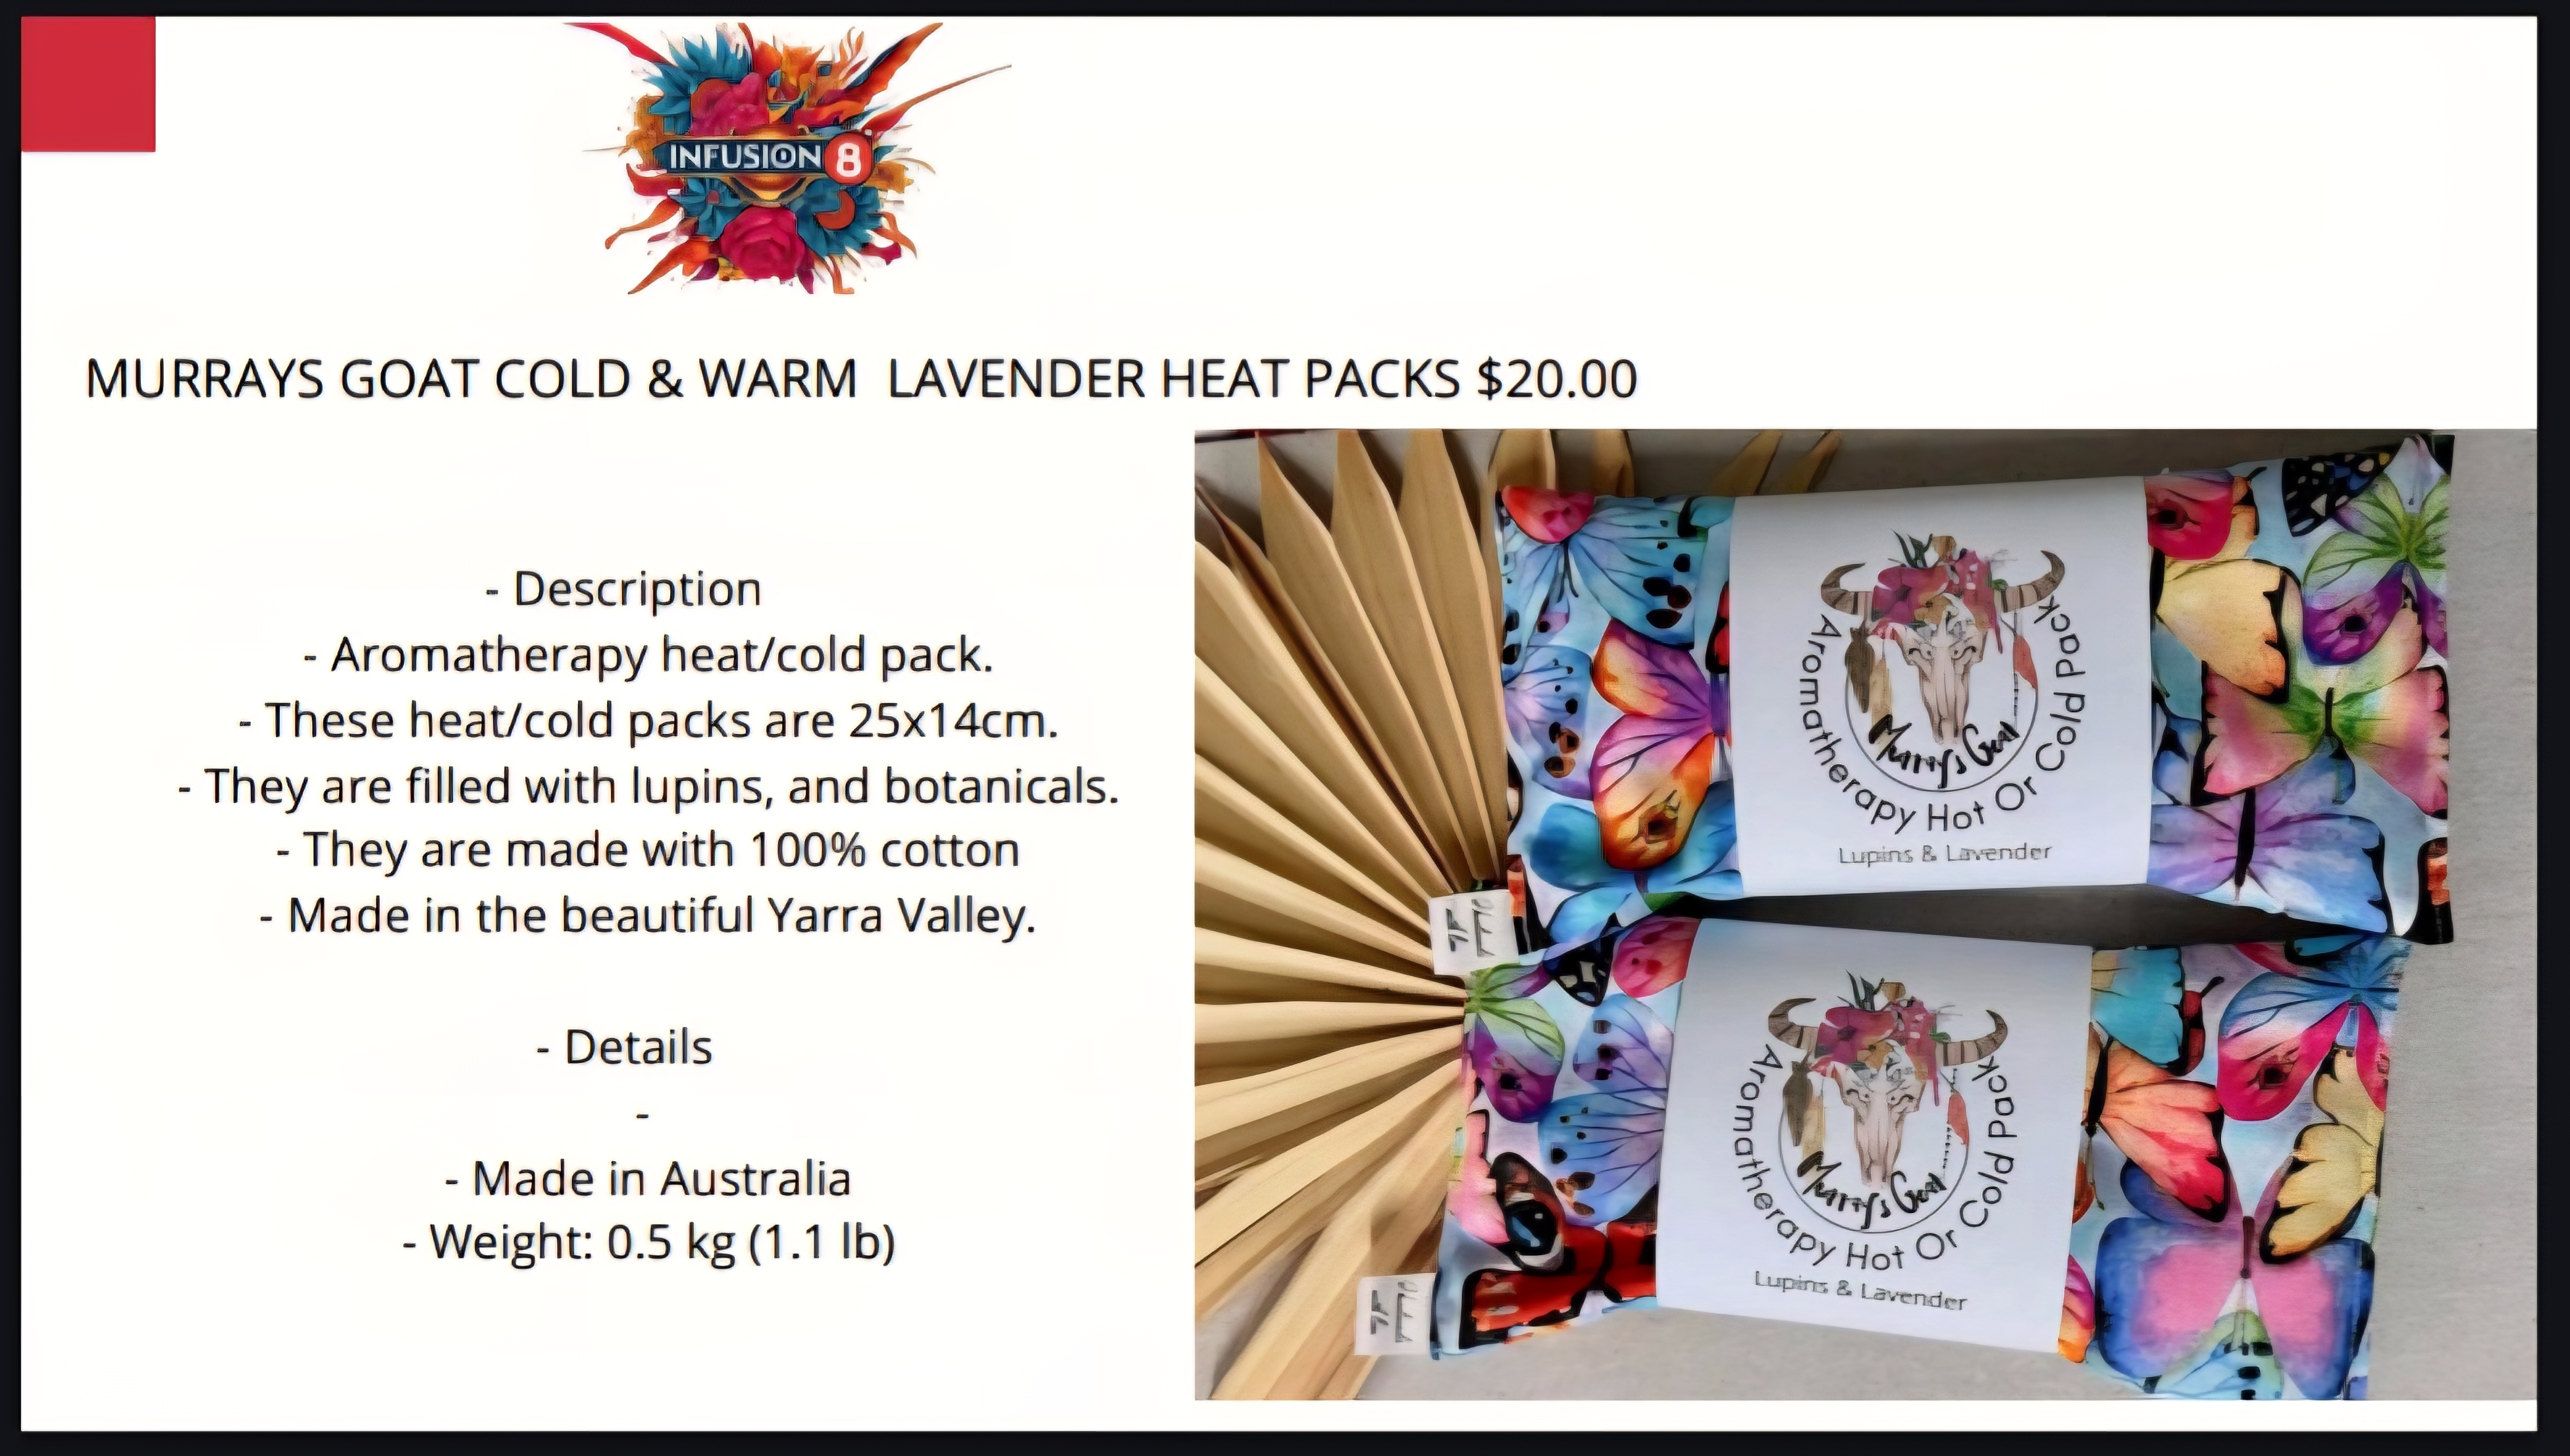 INFUSION 8
MURRAYS GOAT COLD & WARM  LAVENDER HEAT PACKS $20.00
- Description
- Aromatherapy heat/cold pack.
- These heat/cold packs are 25x14cm.
- They are filled with lupins, and botanicals.
- They are made with 100% cotton
- Made in the beautiful Yarra Valley.
- Details
-
- Made in Australia
- Weight: 0.5 kg (1.1 lb)
Murrys Goat
Aromatherapy Hot Or Cold Pack
Lupins & Lavender
Murrys Goat
Aromatherapy Hot Or Cold Pack
Lupins & Lavender